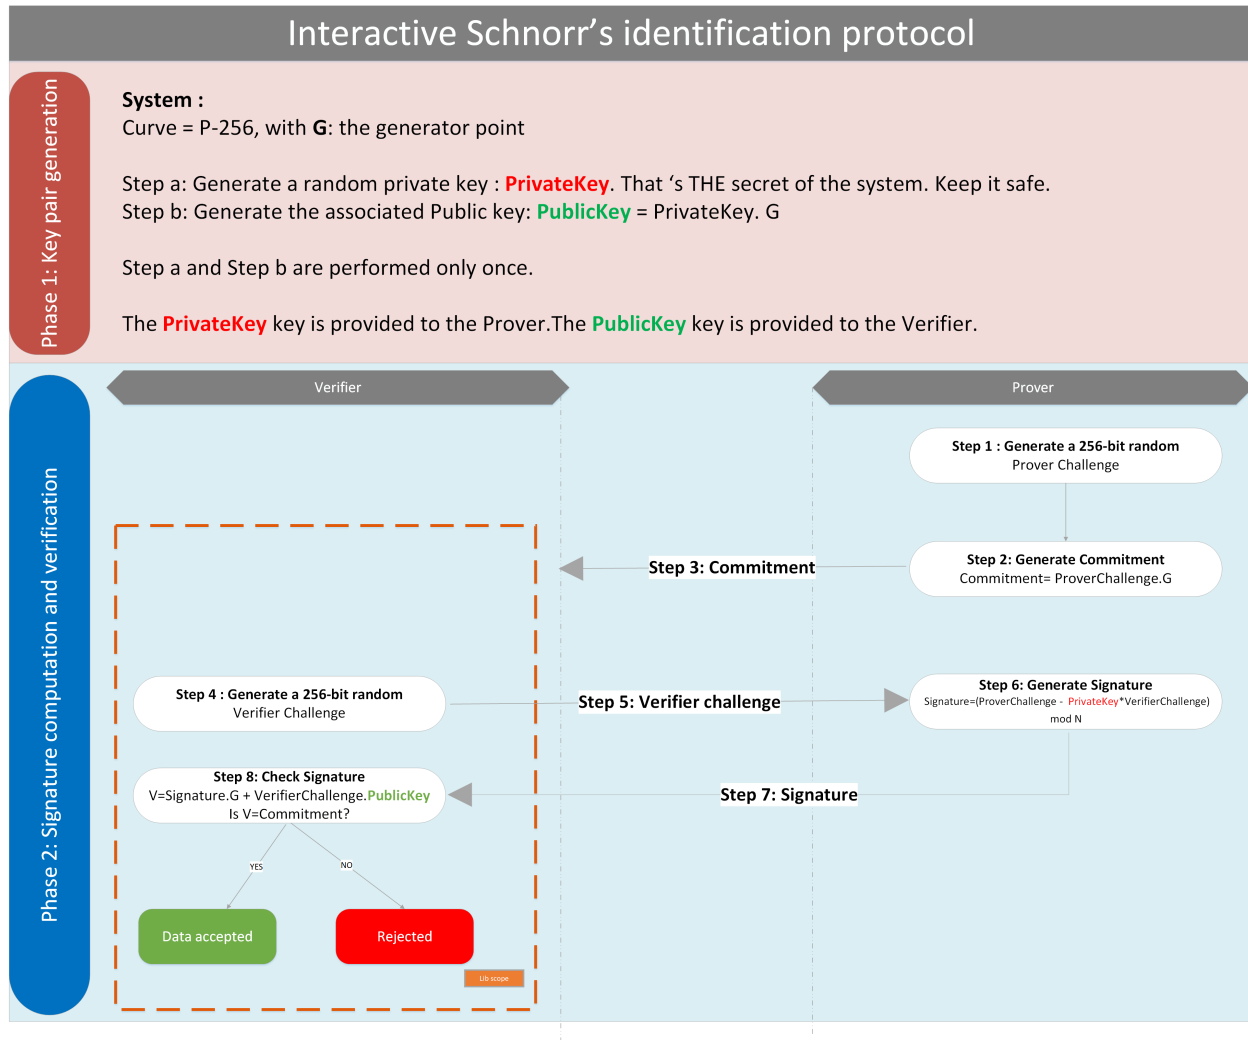 Interactive Schnorr’s identification protocol
Phase 1: Key pair generation
System :
Curve = P-256, with G: the generator point
Step a: Generate a random private key : PrivateKey. That ‘s THE secret of the system. Keep it safe.
Step b: Generate the associated Public key: PublicKey = PrivateKey. G
Step a and Step b are performed only once.
The PrivateKey key is provided to the Prover.The PublicKey key is provided to the Verifier.
Phase 2: Signature computation and verification
Verifier
Prover
Step 1 : Generate a 256-bit random
Prover Challenge
Step 2: Generate Commitment
Commitment= ProverChallenge.G
Step 3: Commitment
Step 4 : Generate a 256-bit random
Verifier Challenge
Step 5: Verifier challenge
Step 6: Generate Signature
Signature=(ProverChallenge - PrivateKey*VerifierChallenge)
mod N
Step 7: Signature
Step 8: Check Signature
V=Signature.G + VerifierChallenge.PublicKey
Is V=Commitment?
YES
NO
Data accepted
Rejected
Lib scope